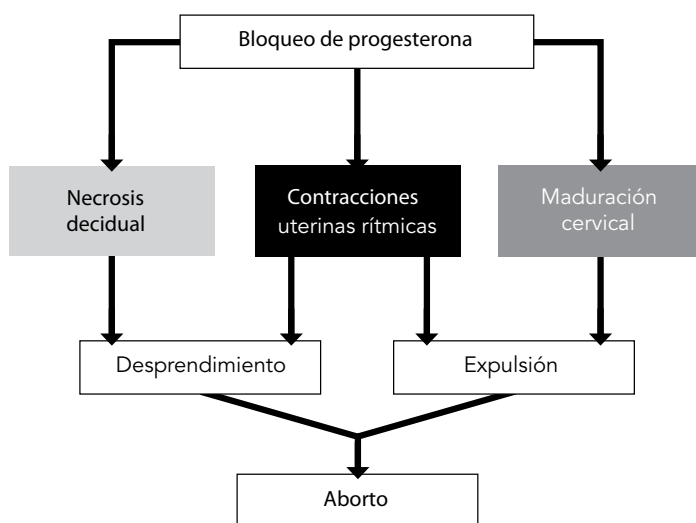 Bloqueo de progesterona
Necrosis
decidual
Contracciones
uterinas rítmicas
Maduración
cervical
Desprendimiento
Expulsión
Aborto